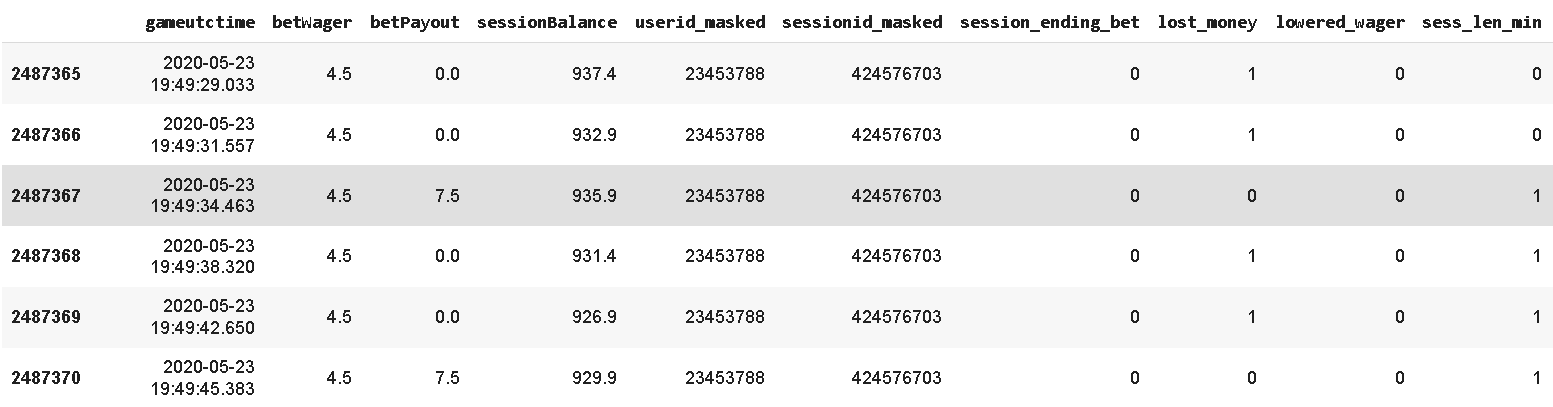 gameutctime betWager betPayout sessionBalance userid_masked sessionid_masked session_ending_bet lost_money lowered_wager sess_len_min
2487365 2020-05-23 19:49:29.033 4.5 0.0 937.4 23453788 424576703 0 1 0 0
2487366 2020-05-23 19:49:31.557 4.5 0.0 932.9 23453788 424576703 0 1 0 0
2487367 2020-05-23 19:49:34.463 4.5 7.5 935.9 23453788 424576703 0 0 0 1
2487368 2020-05-23 19:49:38.320 4.5 0.0 931.4 23453788 424576703 0 1 0 1
2487369 2020-05-23 19:49:42.650 4.5 0.0 926.9 23453788 424576703 0 1 0 1
2487370 2020-05-23 19:49:45.383 4.5 7.5 929.9 23453788 424576703 0 0 0 1